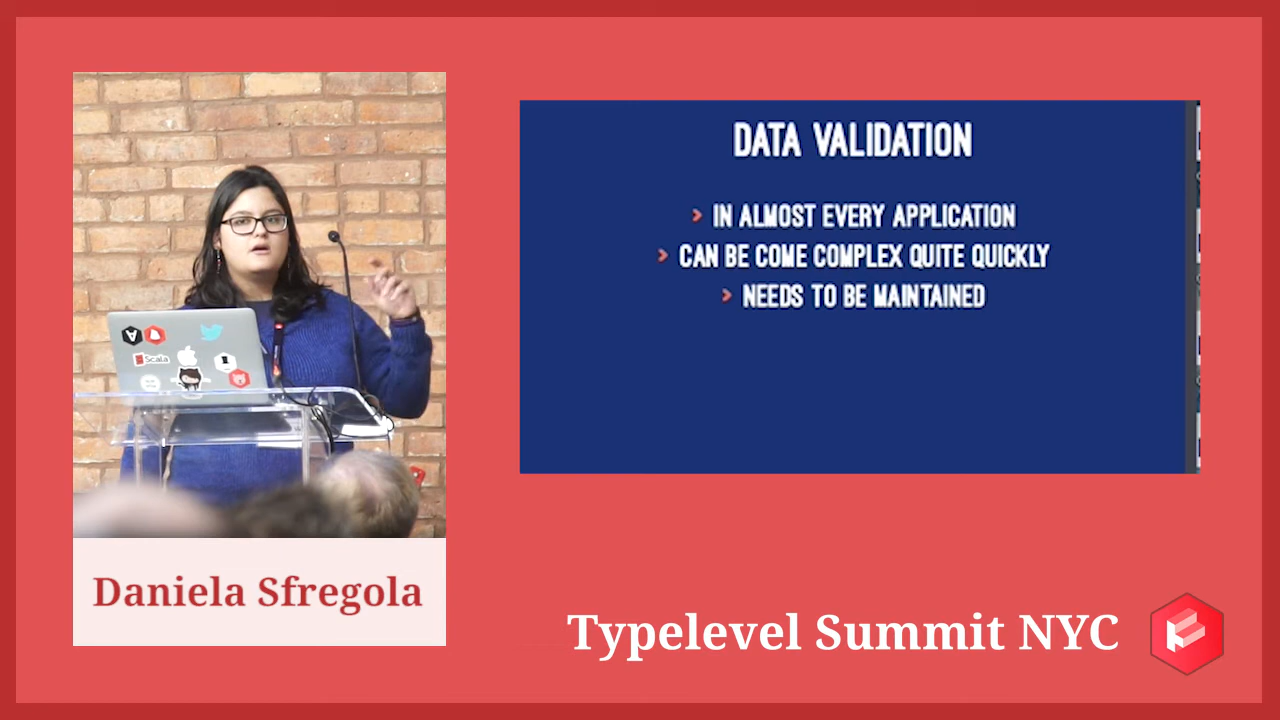 DATA VALIDATION
IN ALMOST EVERY APPLICATION
CAN BE COME COMPLEX QUITE QUICKLY
NEEDS TO BE MAINTAINED
Scala
Daniela Sfregola
Typelevel Summit NYC